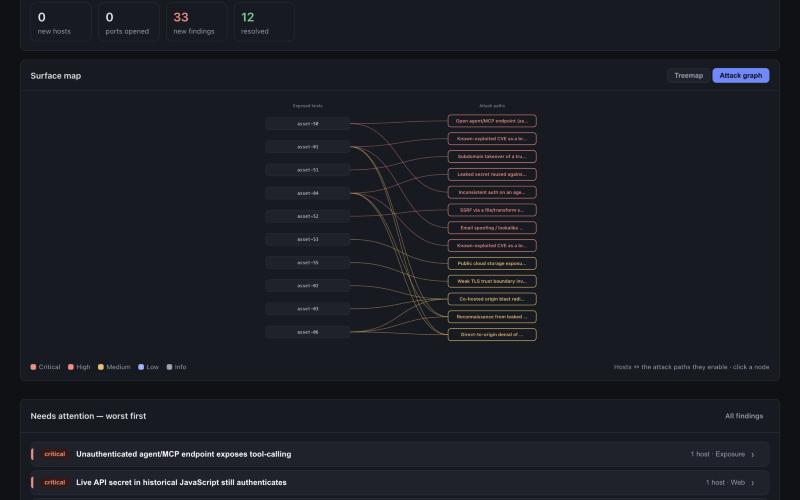 0
new hosts
0
ports opened
33
new findings
12
resolved
Surface map
Treemap
Attack graph
Exposed hosts
Attack paths
asset-50
asset-01
asset-51
asset-04
asset-52
asset-53
asset-55
asset-02
asset-03
asset-06
Open agent/MCP endpoint (as...
Known-exploited CVE as a br...
Subdomain takeover of a tru...
Leaked secret reused agains...
Inconsistent auth on an age...
SSRF via a file/transform s...
Email spoofing / lookalike ...
Known-exploited CVE as a br...
Public cloud storage exposu...
Weak TLS trust boundary inv...
Co-hosted origin blast radi...
Reconnaissance from leaked ...
Direct-to-origin denial of ...
Critical
High
Medium
Low
Info
Hosts ↔ the attack paths they enable · click a node
Needs attention — worst first
All findings
critical
Unauthenticated agent/MCP endpoint exposes tool-calling
1 host · Exposure ›
critical
Live API secret in historical JavaScript still authenticates
1 host · Web ›